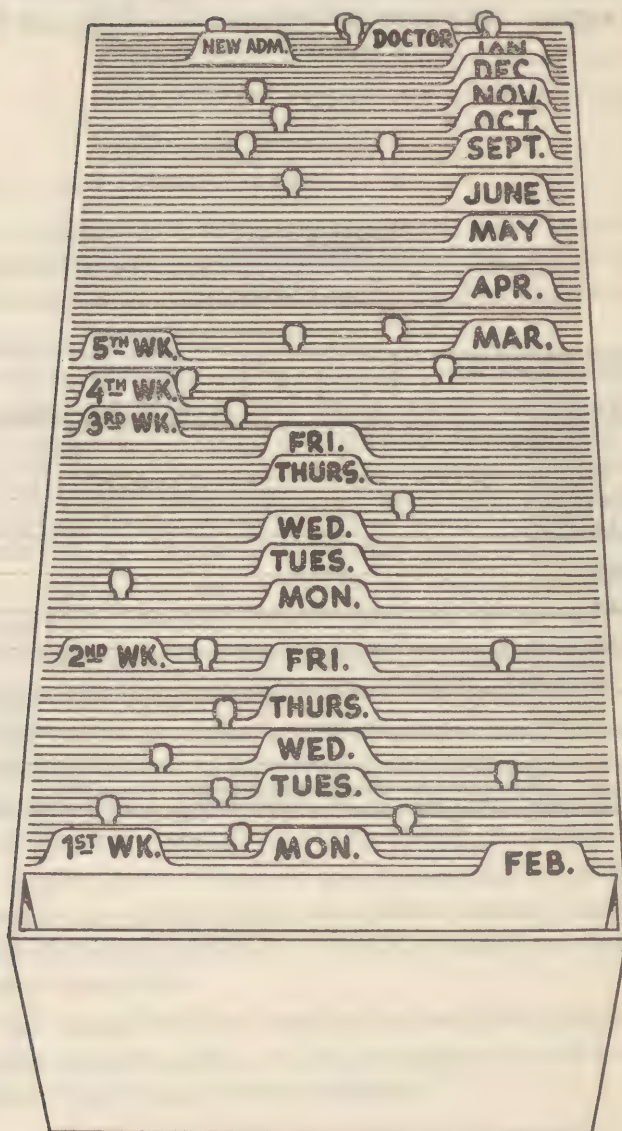 NEW ADM.
DOCTOR
JAN.
DEC.
NOV.
OCT.
SEPT.
JUNE
MAY
APR.
MAR.
5TH WK.
4TH WK.
3RD WK.
FRI.
THURS.
WED.
TUES.
MON.
2ND WK.
FRI.
THURS.
WED.
TUES.
1ST WK.
MON.
FEB.